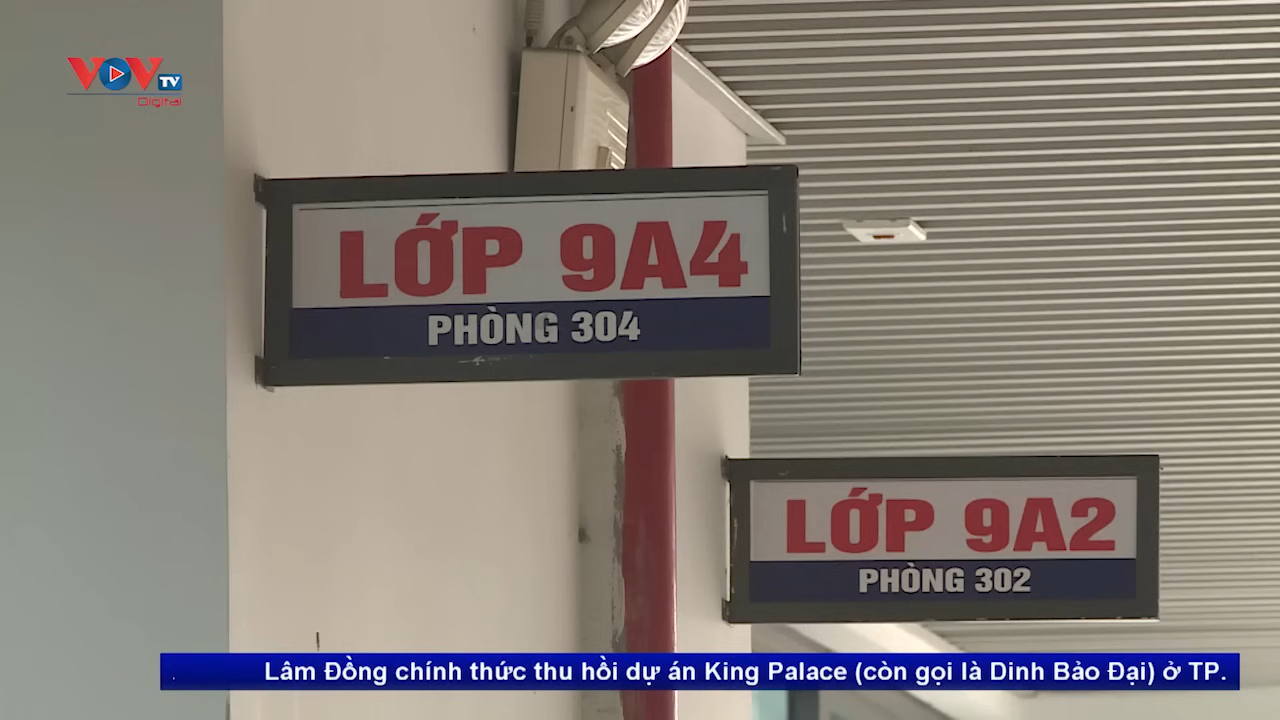 VOV TV
Digital
LỚP 9A4
PHÒNG 304
LỚP 9A2
PHÒNG 302
Lâm Đồng chính thức thu hồi dự án King Palace (còn gọi là Dinh Bảo Đại) ở TP.